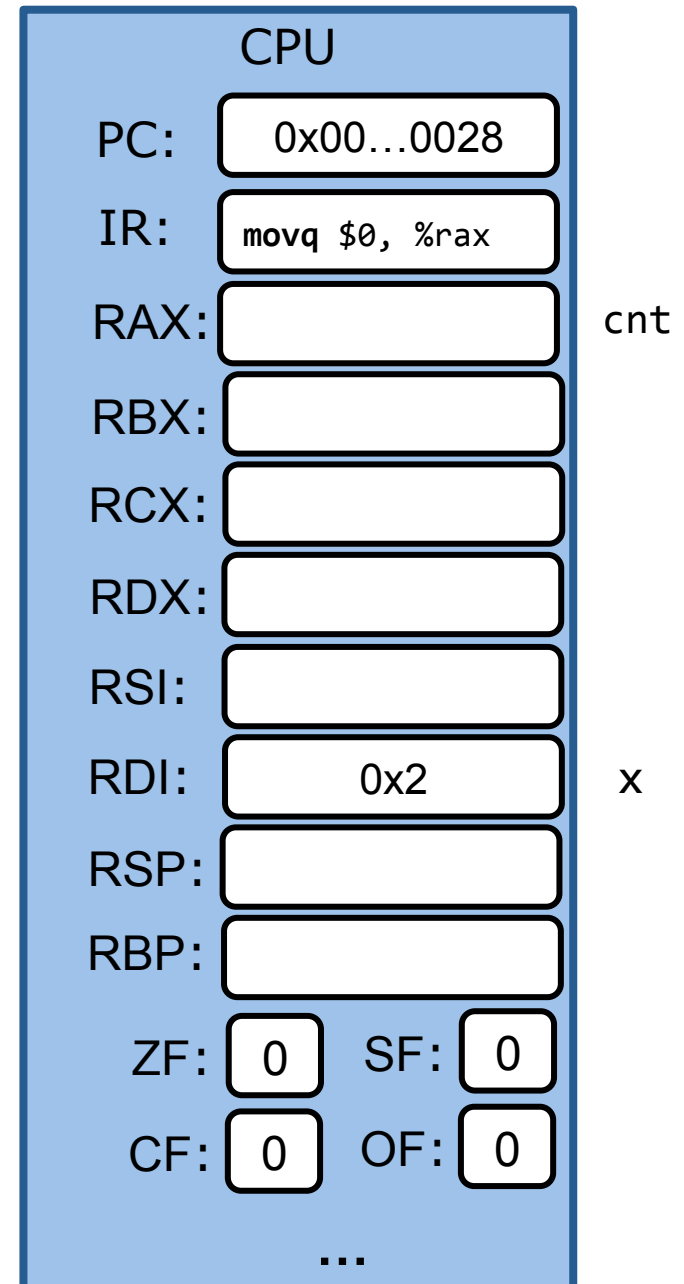 CPU
PC: 0x00…0028
IR: movq $0, %rax
RAX: cnt
RBX:
RCX:
RDX:
RSI:
RDI: 0x2 x
RSP:
RBP:
ZF: 0 SF: 0
CF: 0 OF: 0
…